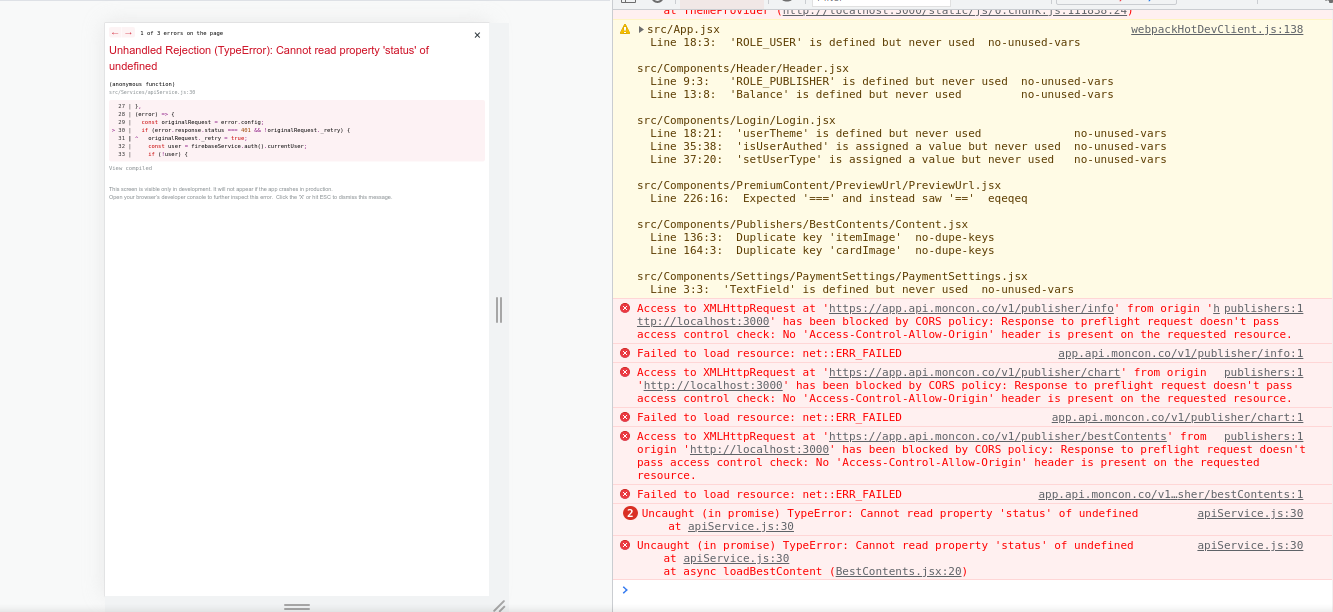 ← → 1 of 3 errors on the page
×
Unhandled Rejection (TypeError): Cannot read property 'status' of
undefined
(anonymous function)
src/Services/apiService.js:30
27 | },
28 | (error) => {
29 |   const originalRequest = error.config;
> 30 |   if (error.response.status === 401 && !originalRequest._retry) {
31 | ^   originalRequest._retry = true;
32 |     const user = firebaseService.auth().currentUser;
33 |     if (!user) {
View compiled
This screen is visible only in development. It will not appear if the app crashes in production.
Open your browser's developer console to further inspect this error. Click the 'X' or hit ESC to dismiss this message.
at ThemeProvider (http://localhost:3000/static/js/0.chunk.js:111838:24)
src/App.jsx webpackHotDevClient.js:138
Line 18:3:  'ROLE_USER' is defined but never used  no-unused-vars
src/Components/Header/Header.jsx
Line 9:3:   'ROLE_PUBLISHER' is defined but never used  no-unused-vars
Line 13:8:  'Balance' is defined but never used         no-unused-vars
src/Components/Login/Login.jsx
Line 18:21:  'userTheme' is defined but never used              no-unused-vars
Line 35:38:  'isUserAuthed' is assigned a value but never used  no-unused-vars
Line 37:20:  'setUserType' is assigned a value but never used   no-unused-vars
src/Components/PremiumContent/PreviewUrl/PreviewUrl.jsx
Line 226:16:  Expected '===' and instead saw '=='  eqeqeq
src/Components/Publishers/BestContents/Content.jsx
Line 136:3:  Duplicate key 'itemImage'  no-dupe-keys
Line 164:3:  Duplicate key 'cardImage'  no-dupe-keys
src/Components/Settings/PaymentSettings/PaymentSettings.jsx
Line 3:3:  'TextField' is defined but never used  no-unused-vars
Access to XMLHttpRequest at 'https://app.api.moncon.co/v1/publisher/info' from origin 'h publishers:1
ttp://localhost:3000' has been blocked by CORS policy: Response to preflight request doesn't pass
access control check: No 'Access-Control-Allow-Origin' header is present on the requested resource.
Failed to load resource: net::ERR_FAILED app.api.moncon.co/v1/publisher/info:1
Access to XMLHttpRequest at 'https://app.api.moncon.co/v1/publisher/chart' from origin publishers:1
'http://localhost:3000' has been blocked by CORS policy: Response to preflight request doesn't pass
access control check: No 'Access-Control-Allow-Origin' header is present on the requested resource.
Failed to load resource: net::ERR_FAILED app.api.moncon.co/v1/publisher/chart:1
Access to XMLHttpRequest at 'https://app.api.moncon.co/v1/publisher/bestContents' from publishers:1
origin 'http://localhost:3000' has been blocked by CORS policy: Response to preflight request doesn't
pass access control check: No 'Access-Control-Allow-Origin' header is present on the requested
resource.
Failed to load resource: net::ERR_FAILED app.api.moncon.co/v1…sher/bestContents:1
2 Uncaught (in promise) TypeError: Cannot read property 'status' of undefined apiService.js:30
at apiService.js:30
Uncaught (in promise) TypeError: Cannot read property 'status' of undefined apiService.js:30
at apiService.js:30
at async loadBestContent (BestContents.jsx:20)